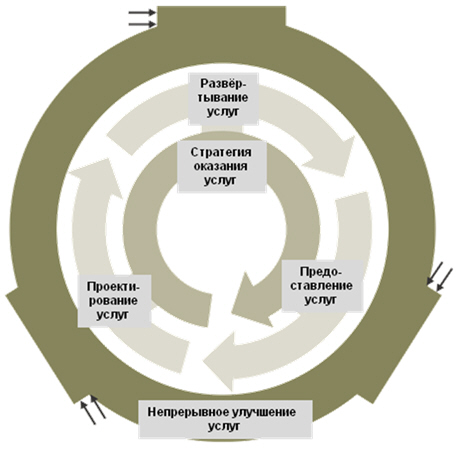 Развёр-
тывание
услуг
Стратегия
оказания
услуг
Проекти-
рование
услуг
Предо-
ставление
услуг
Непрерывное улучшение
услуг